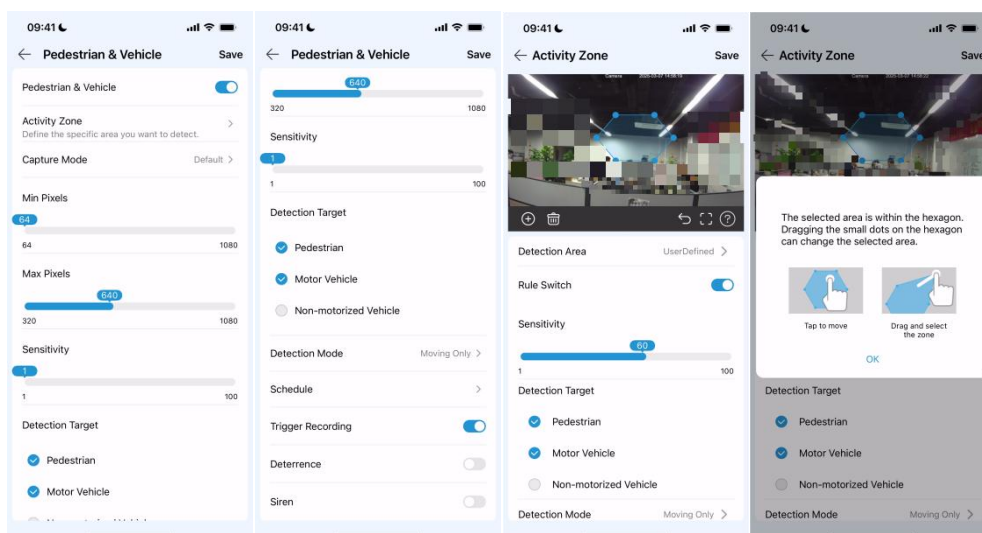 09:41
Pedestrian & Vehicle
Save
Pedestrian & Vehicle
Activity Zone
Define the specific area you want to detect.
Capture Mode
Default
Min Pixels
64
64
1080
Max Pixels
640
320
1080
Sensitivity
1
1
100
Detection Target
Pedestrian
Motor Vehicle
09:41
Pedestrian & Vehicle
Save
640
320
1080
Sensitivity
1
1
100
Detection Target
Pedestrian
Motor Vehicle
Non-motorized Vehicle
Detection Mode
Moving Only
Schedule
Trigger Recording
Deterrence
Siren
09:41
Activity Zone
Save
Camera
Detection Area
UserDefined
Rule Switch
Sensitivity
60
1
100
Detection Target
Pedestrian
Motor Vehicle
Non-motorized Vehicle
Detection Mode
Moving Only
09:41
Activity Zone
Save
Camera
The selected area is within the hexagon.
Dragging the small dots on the hexagon
can change the selected area.
Tap to move
Drag and select
the zone
OK
Detection Target
Pedestrian
Motor Vehicle
Non-motorized Vehicle
Detection Mode
Moving Only